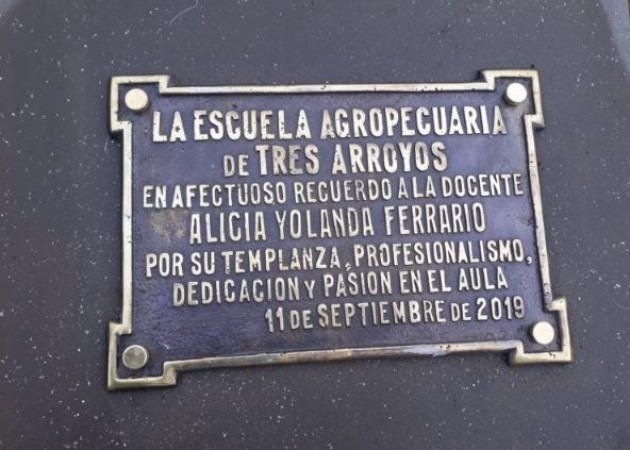 LA ESCUELA AGROPECUARIA
DE TRES ARROYOS
EN AFECTUOSO RECUERDO A LA DOCENTE
ALICIA YOLANDA FERRARIO
POR SU TEMPLANZA, PROFESIONALISMO,
DEDICACION Y PASION EN EL AULA
11 DE SEPTIEMBRE DE 2019